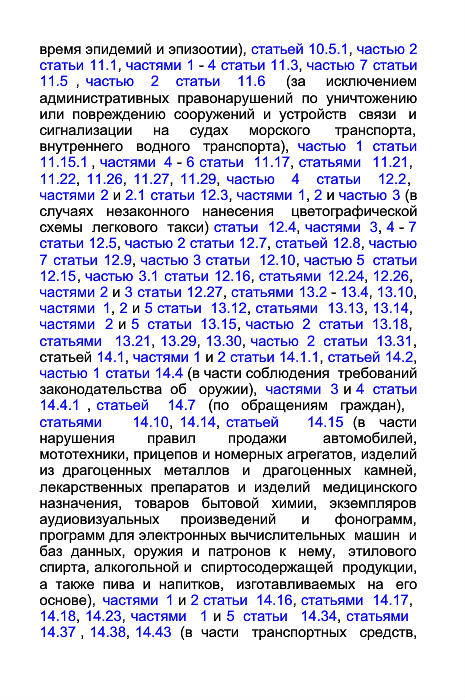 время эпидемий и эпизоотии), статьей 10.5.1, частью 2
статьи 11.1, частями 1 - 4 статьи 11.3, частью 7 статьи
11.5 , частью 2 статьи 11.6 (за исключением
административных правонарушений по уничтожению
или повреждению сооружений и устройств связи и
сигнализации на судах морского транспорта,
внутреннего водного транспорта), частью 1 статьи
11.15.1 , частями 4 - 6 статьи 11.17, статьями 11.21,
11.22, 11.26, 11.27, 11.29, частью 4 статьи 12.2,
частями 2 и 2.1 статьи 12.3, частями 1, 2 и частью 3 (в
случаях незаконного нанесения цветографической
схемы легкового такси) статьи 12.4, частями 3, 4 - 7
статьи 12.5, частью 2 статьи 12.7, статьей 12.8, частью
7 статьи 12.9, частью 3 статьи 12.10, частью 5 статьи
12.15, частью 3.1 статьи 12.16, статьями 12.24, 12.26,
частями 2 и 3 статьи 12.27, статьями 13.2 - 13.4, 13.10,
частями 1, 2 и 5 статьи 13.12, статьями 13.13, 13.14,
частями 2 и 5 статьи 13.15, частью 2 статьи 13.18,
статьями 13.21, 13.29, 13.30, частью 2 статьи 13.31,
статьей 14.1, частями 1 и 2 статьи 14.1.1, статьей 14.2,
частью 1 статьи 14.4 (в части соблюдения требований
законодательства об оружии), частями 3 и 4 статьи
14.4.1 , статьей 14.7 (по обращениям граждан),
статьями 14.10, 14.14, статьей 14.15 (в части
нарушения правил продажи автомобилей,
мототехники, прицепов и номерных агрегатов, изделий
из драгоценных металлов и драгоценных камней,
лекарственных препаратов и изделий медицинского
назначения, товаров бытовой химии, экземпляров
аудиовизуальных произведений и фонограмм,
программ для электронных вычислительных машин и
баз данных, оружия и патронов к нему, этилового
спирта, алкогольной и спиртосодержащей продукции,
а также пива и напитков, изготавливаемых на его
основе), частями 1 и 2 статьи 14.16, статьями 14.17,
14.18, 14.23, частями 1 и 5 статьи 14.34, статьями
14.37 , 14.38, 14.43 (в части транспортных средств,